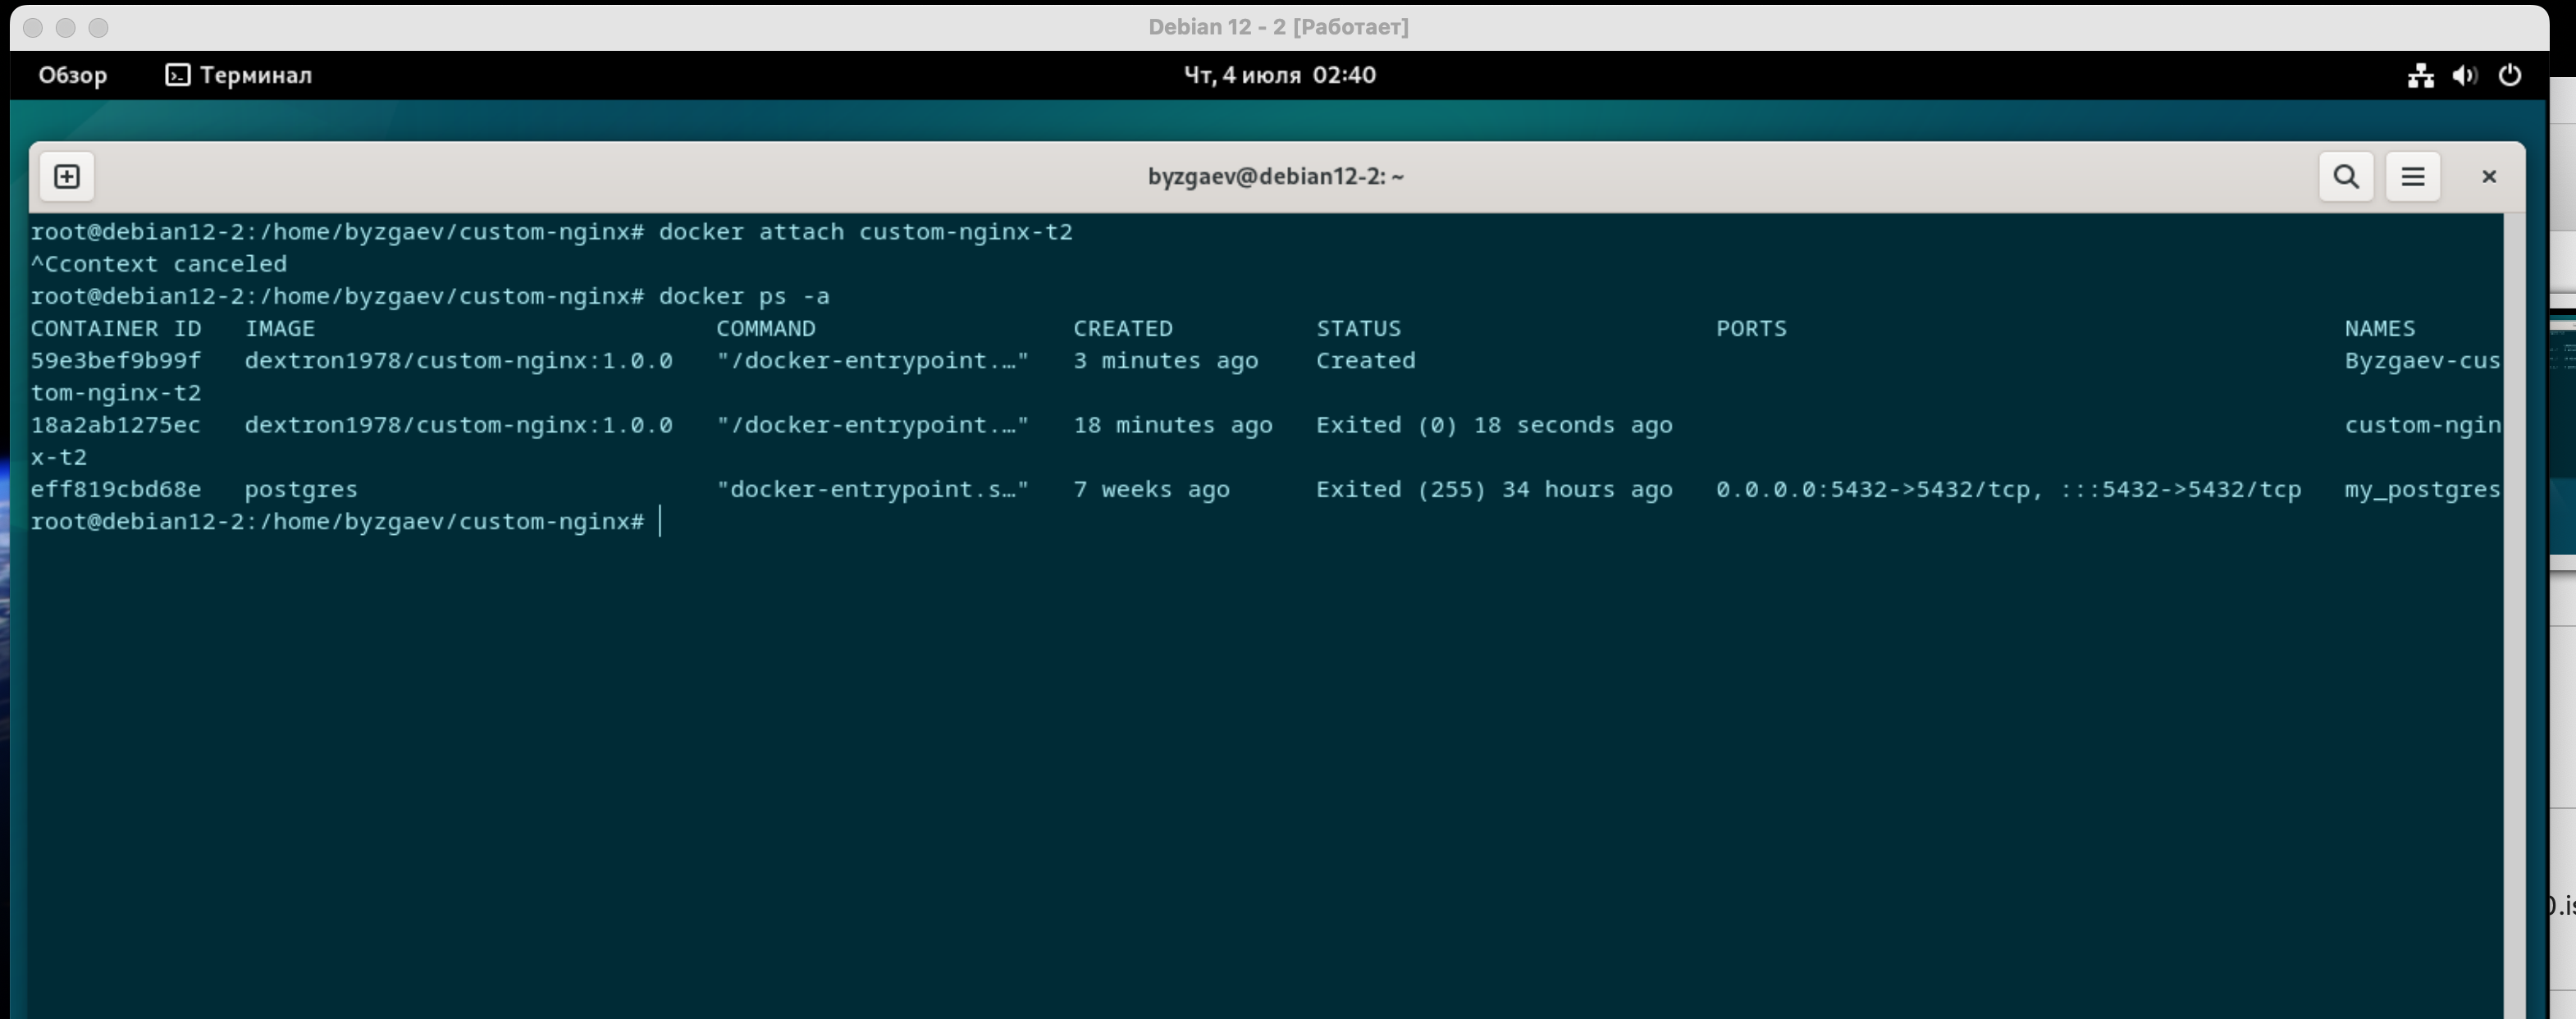 Debian 12 - 2 [Работает]
Обзор Терминал Чт, 4 июля 02:40
byzgaev@debian12-2: ~
root@debian12-2:/home/byzgaev/custom-nginx# docker attach custom-nginx-t2
^Ccontext canceled
root@debian12-2:/home/byzgaev/custom-nginx# docker ps -a
CONTAINER ID   IMAGE                            COMMAND                  CREATED          STATUS                      PORTS                                       NAMES
59e3bef9b99f   dextron1978/custom-nginx:1.0.0   "/docker-entrypoint.…"   3 minutes ago    Created                                                                 Byzgaev-cus
tom-nginx-t2
18a2ab1275ec   dextron1978/custom-nginx:1.0.0   "/docker-entrypoint.…"   18 minutes ago   Exited (0) 18 seconds ago                                               custom-ngin
x-t2
eff819cbd68e   postgres                         "docker-entrypoint.s…"   7 weeks ago      Exited (255) 34 hours ago   0.0.0.0:5432->5432/tcp, :::5432->5432/tcp   my_postgres
root@debian12-2:/home/byzgaev/custom-nginx#